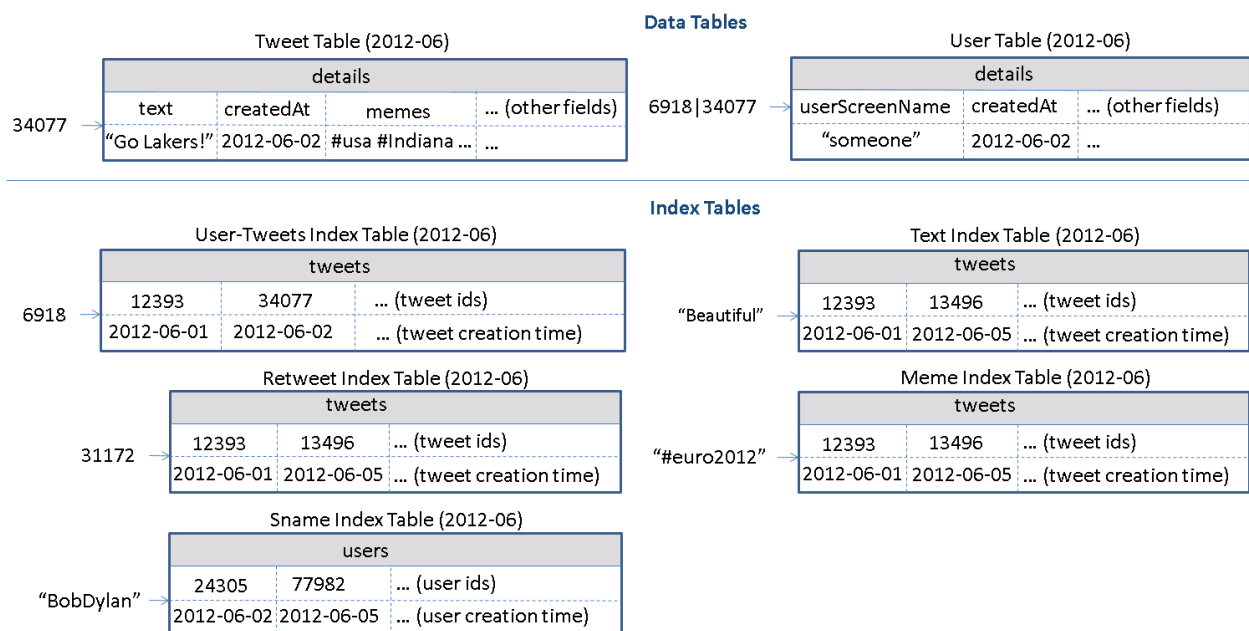 Data Tables
Tweet Table (2012-06)
details
34077
text createdAt memes ... (other fields)
“Go Lakers!” 2012-06-02 #usa #Indiana ... ...
User Table (2012-06)
details
6918|34077
userScreenName createdAt ... (other fields)
“someone” 2012-06-02 ...
Index Tables
User-Tweets Index Table (2012-06)
tweets
6918
12393 34077 ... (tweet ids)
2012-06-01 2012-06-02 ... (tweet creation time)
Text Index Table (2012-06)
tweets
“Beautiful”
12393 13496 ... (tweet ids)
2012-06-01 2012-06-05 ... (tweet creation time)
Retweet Index Table (2012-06)
tweets
31172
12393 13496 ... (tweet ids)
2012-06-01 2012-06-05 ... (tweet creation time)
Meme Index Table (2012-06)
tweets
“#euro2012”
12393 13496 ... (tweet ids)
2012-06-01 2012-06-05 ... (tweet creation time)
Sname Index Table (2012-06)
users
“BobDylan”
24305 77982 ... (user ids)
2012-06-02 2012-06-05 ... (user creation time)